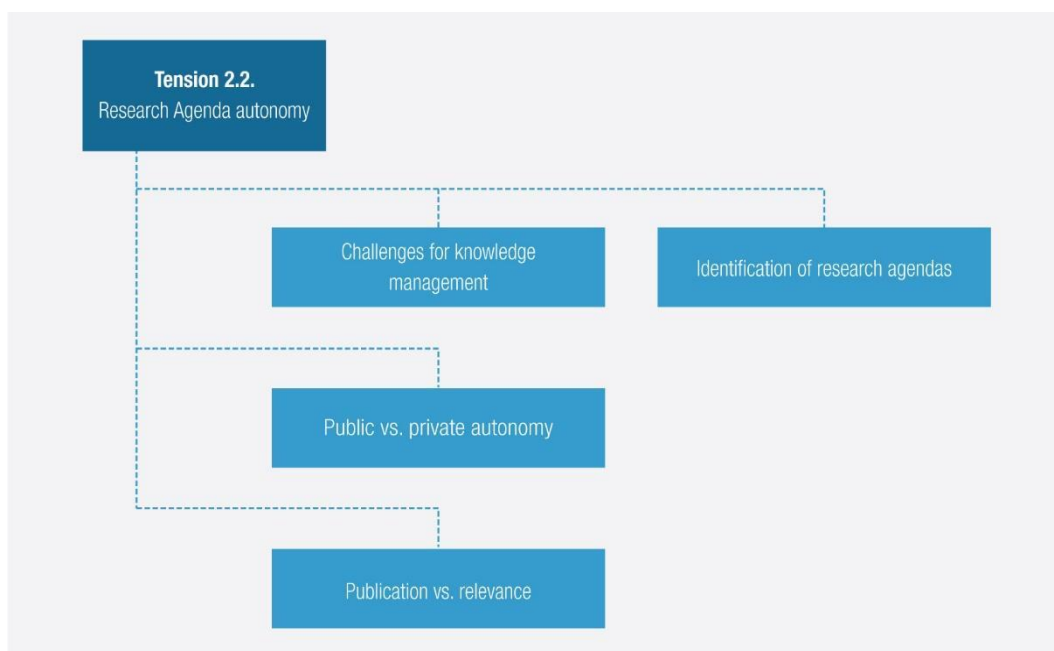 Tension 2.2.
Research Agenda autonomy
Challenges for knowledge
management
Identification of research agendas
Public vs. private autonomy
Publication vs. relevance